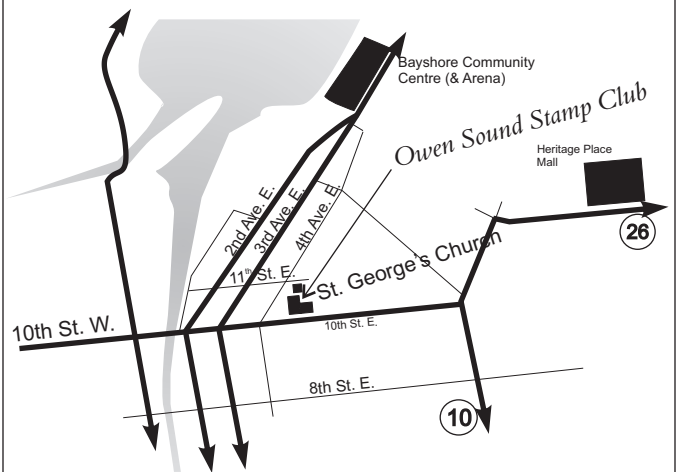 Bayshore Community
Centre (& Arena)
Owen Sound Stamp Club
Heritage Place
Mall
2nd Ave. E.
3rd Ave. E.
4th Ave. E.
26
11th St. E.
St. George's Church
10th St. W.
10th St. E.
8th St. E.
10